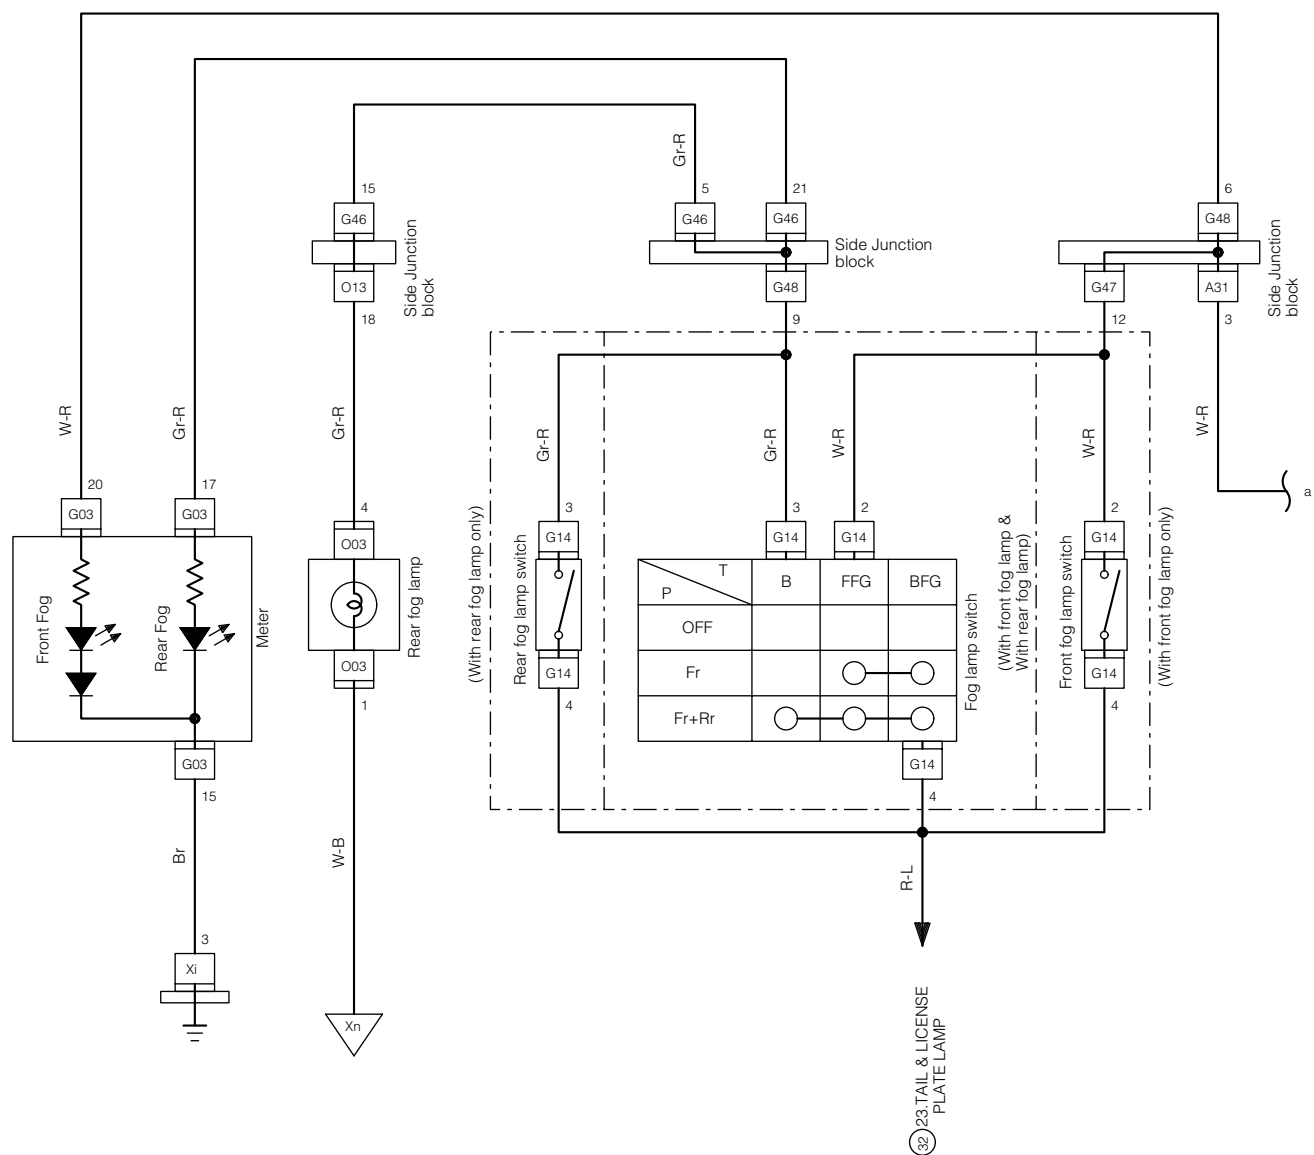 Gr-R
15
5
21
6
G46
G46
G46
G48
Side Junction
block
Side Junction
block
Side Junction
block
O13
G48
G47
A31
18
9
12
3
W-R
Gr-R
Gr-R
Gr-R
Gr-R
W-R
W-R
W-R
a
20
17
4
3
3
2
2
G03
G03
O03
G14
G14
G14
G14
Front Fog
Rear Fog
Meter
Rear fog lamp
(With rear fog lamp only)
Rear fog lamp switch
T
P
B
FFG
BFG
OFF
Fr
Fr+Rr
Fog lamp switch
(With front fog lamp &
With rear fog lamp)
Front fog lamp switch
(With front fog lamp only)
O03
G14
G14
1
4
4
G03
G14
15
4
Br
W-B
R-L
3
Xi
Xn
32
23.TAIL & LICENSE
PLATE LAMP